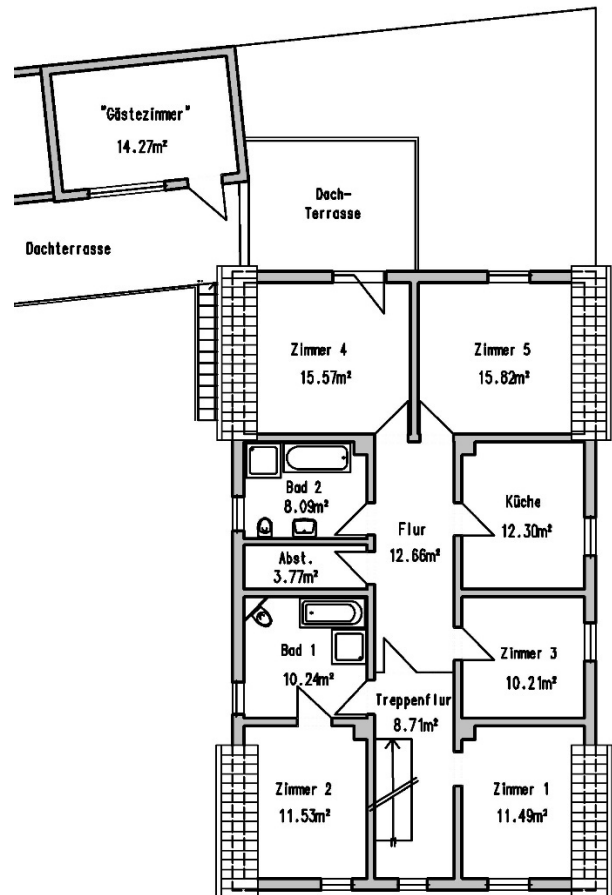 "Gästezimmer"
14.27m²
Dach-
Terrasse
Dachterrasse
Zimmer 4
15.57m²
Zimmer 5
15.82m²
Bad 2
8.09m²
Küche
12.30m²
Flur
12.66m²
Abst.
3.77m²
Bad 1
10.24m²
Zimmer 3
10.21m²
Treppenflur
8.71m²
Zimmer 2
11.53m²
Zimmer 1
11.49m²